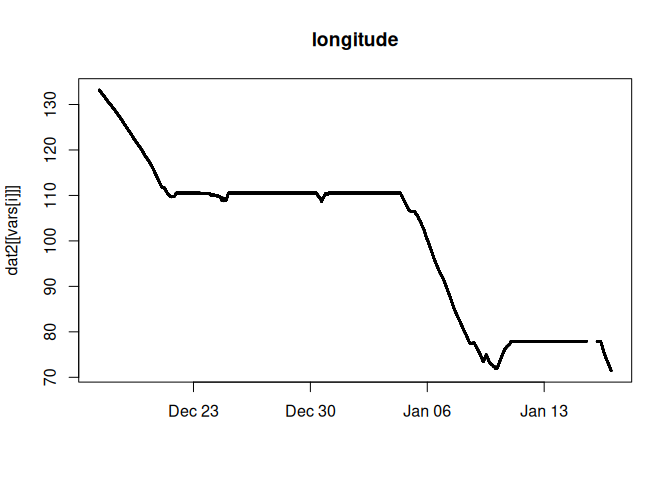 longitude
dat2[[vars[i]]]
130
120
110
100
90
80
70
Dec 23
Dec 30
Jan 06
Jan 13